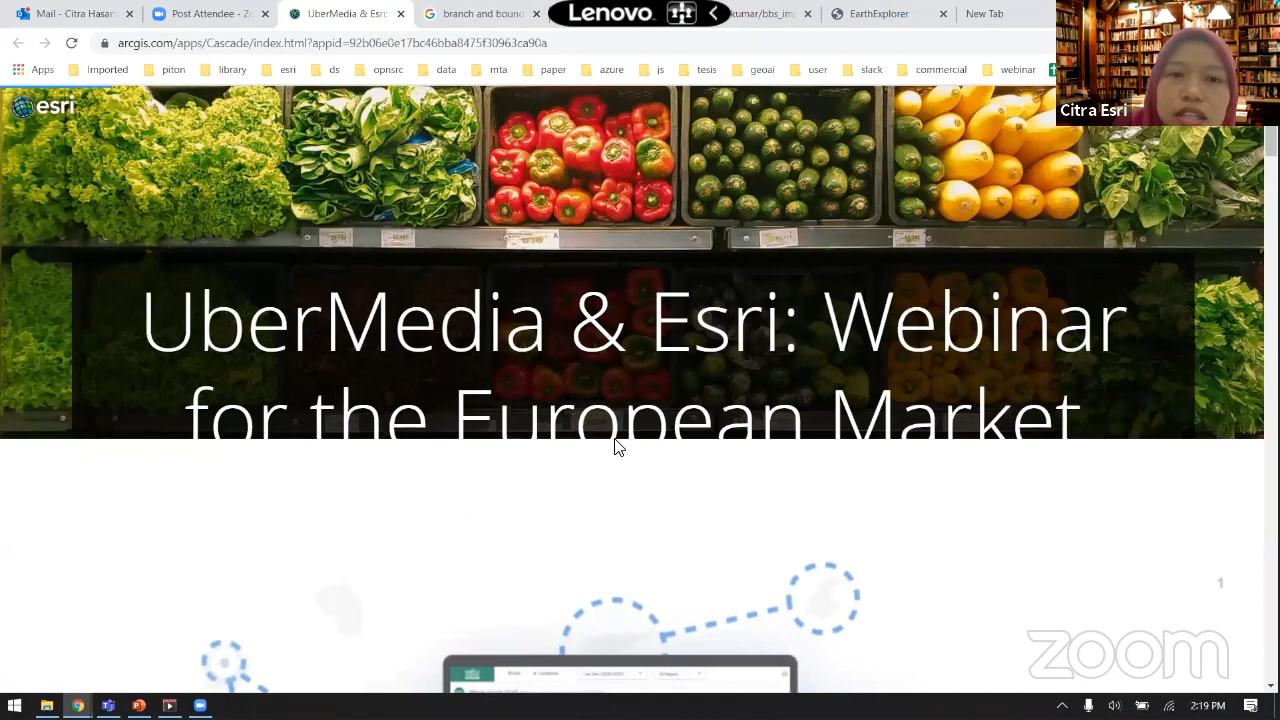 Mail - Citra Hasan
Post Attendee - Z
UberMedia & Esri:
branch and bound
Lenovo
kumar/bbs_im
EarthExplorer
New Tab
arcgis.com/apps/Cascade/index.html?appid=
Apps
Imported
piton
library
esri
ds
opnsrc
data
mta
paper
azure
js
tesis
geoai
user
commercial
webinar
Citra Esri
esri
UberMedia & Esri: Webinar
for the European Market
1
zoom
2:19 PM